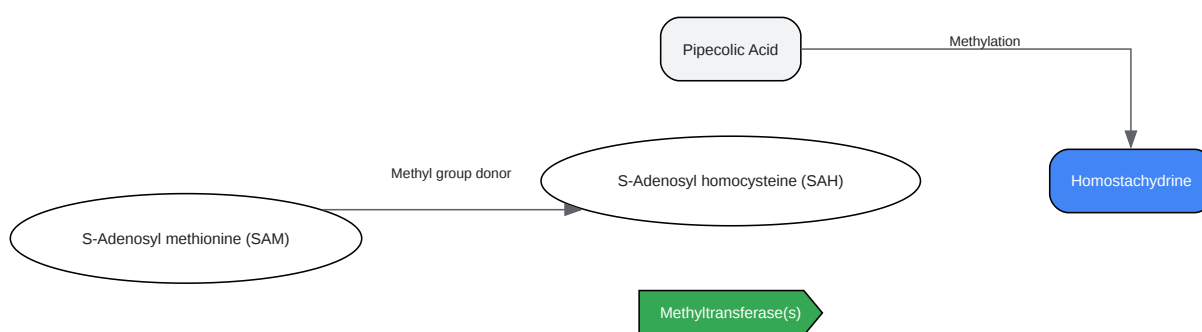 Pipecolic Acid
Methylation
Methyl group donor
S-Adenosyl homocysteine (SAH)
Homostachydrine
S-Adenosyl methionine (SAM)
Methyltransferase(s)